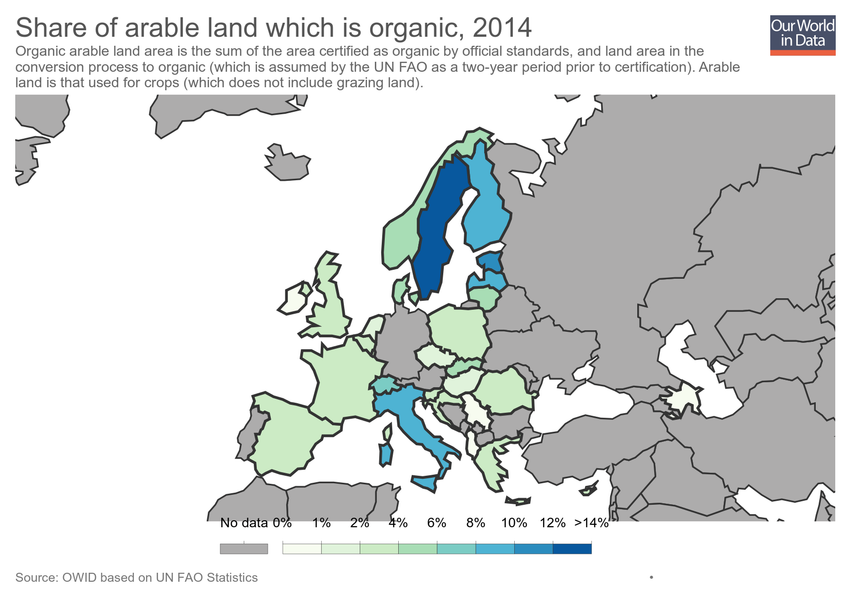 Share of arable land which is organic, 2014
Our World
in Data
Organic arable land area is the sum of the area certified as organic by official standards, and land area in the
conversion process to organic (which is assumed by the UN FAO as a two-year period prior to certification). Arable
land is that used for crops (which does not include grazing land).
No data 0% 1% 2% 4% 6% 8% 10% 12% >14%
Source: OWID based on UN FAO Statistics